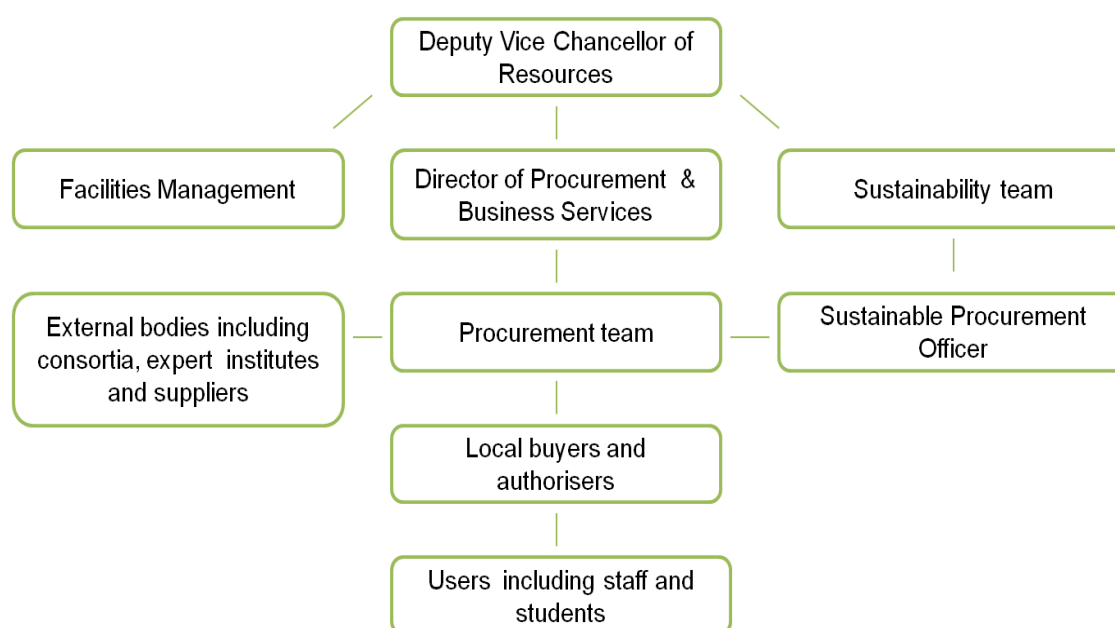 Deputy Vice Chancellor of
Resources
Facilities Management
Director of Procurement &
Business Services
Sustainability team
External bodies including
consortia, expert institutes
and suppliers
Procurement team
Sustainable Procurement
Officer
Local buyers and
authorisers
Users including staff and
students